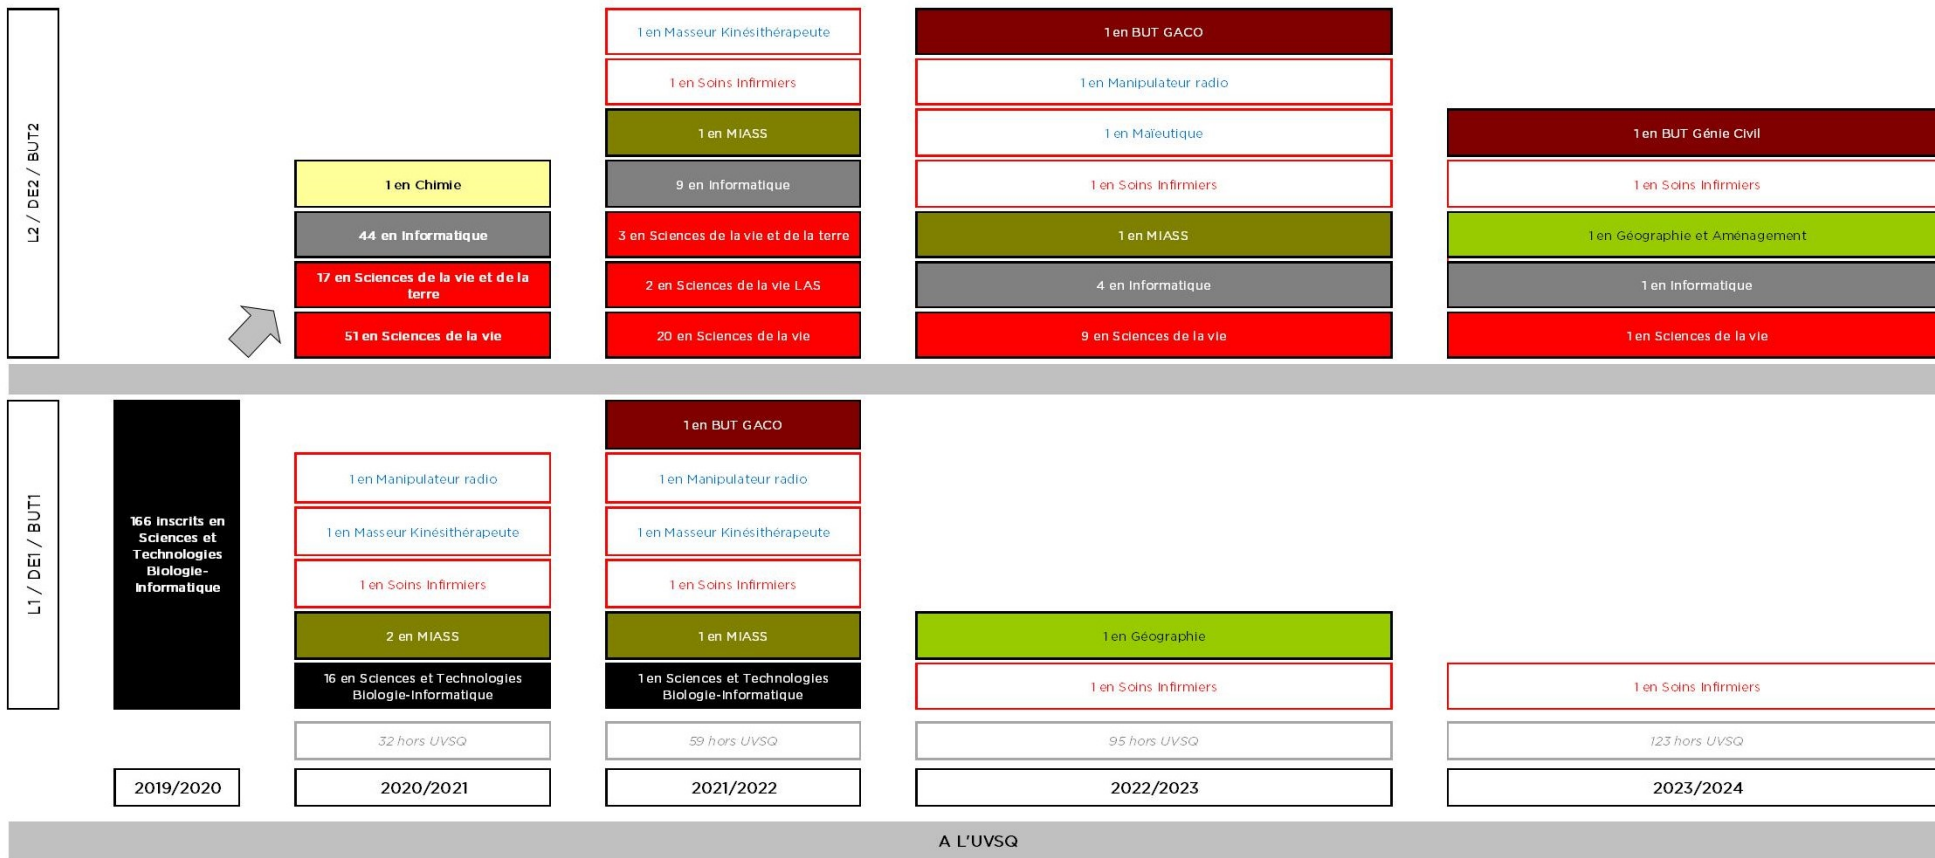 L2 / DE2 / BUT2
1 en Masseur Kinésithérapeute
1 en BUT GACO
1 en Soins Infirmiers
1 en Manipulateur radio
1 en MIASS
1 en Maïeutique
1 en BUT Génie Civil
1 en Chimie
9 en Informatique
1 en Soins Infirmiers
1 en Soins Infirmiers
44 en Informatique
3 en Sciences de la vie et de la terre
1 en MIASS
1 en Géographie et Aménagement
17 en Sciences de la vie et de la
terre
2 en Sciences de la vie LAS
4 en Informatique
1 en Informatique
51 en Sciences de la vie
20 en Sciences de la vie
9 en Sciences de la vie
1 en Sciences de la vie
L1 / DE1 / BUT1
166 inscrits en
Sciences et
Technologies
Biologie-
Informatique
1 en BUT GACO
1 en Manipulateur radio
1 en Manipulateur radio
1 en Masseur Kinésithérapeute
1 en Masseur Kinésithérapeute
1 en Soins Infirmiers
1 en Soins Infirmiers
2 en MIASS
1 en MIASS
1 en Géographie
16 en Sciences et Technologies
Biologie-Informatique
1 en Sciences et Technologies
Biologie-Informatique
1 en Soins Infirmiers
1 en Soins Infirmiers
32 hors UVSQ
59 hors UVSQ
95 hors UVSQ
123 hors UVSQ
2019/2020
2020/2021
2021/2022
2022/2023
2023/2024
A L'UVSQ